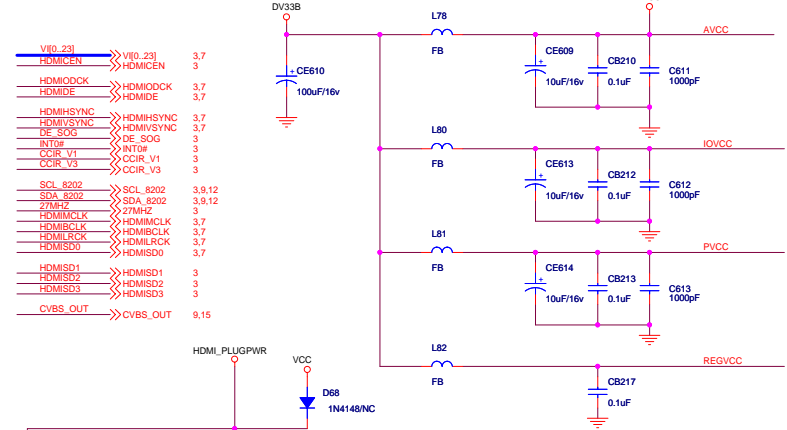 DV33B
CE610
100uF/16v
L78
FB
AVCC
CE609
10uF/16v
CB210
0.1uF
C611
1000pF
L80
FB
IOVCC
CE613
10uF/16v
CB212
0.1uF
C612
1000pF
L81
FB
PVCC
CE614
10uF/16v
CB213
0.1uF
C613
1000pF
L82
FB
REGVCC
CB217
0.1uF
VI[0..23] VI[0..23] 3,7
HDMICEN HDMICEN 3
HDMIODCK HDMIODCK 3,7
HDMIDE HDMIDE 3,7
HDMIHSYNC HDMIHSYNC 3,7
HDMIVSYNC HDMIVSYNC 3,7
DE_SOG DE_SOG 3
INT0# INT0# 3
CCIR_V1 CCIR_V1 3
CCIR_V3 CCIR_V3 3
SCL_8202 SCL_8202 3,9,12
SDA_8202 SDA_8202 3,9,12
27MHZ 27MHZ 3
HDMIMCLK HDMIMCLK 3,7
HDMIBCLK HDMIBCLK 3,7
HDMILRCK HDMILRCK 3,7
HDMISD0 HDMISD0 3,7
HDMISD1 HDMISD1 3
HDMISD2 HDMISD2 3
HDMISD3 HDMISD3 3
CVBS_OUT CVBS_OUT 9,15
HDMI_PLUGPWR
VCC
D68
1N4148/NC